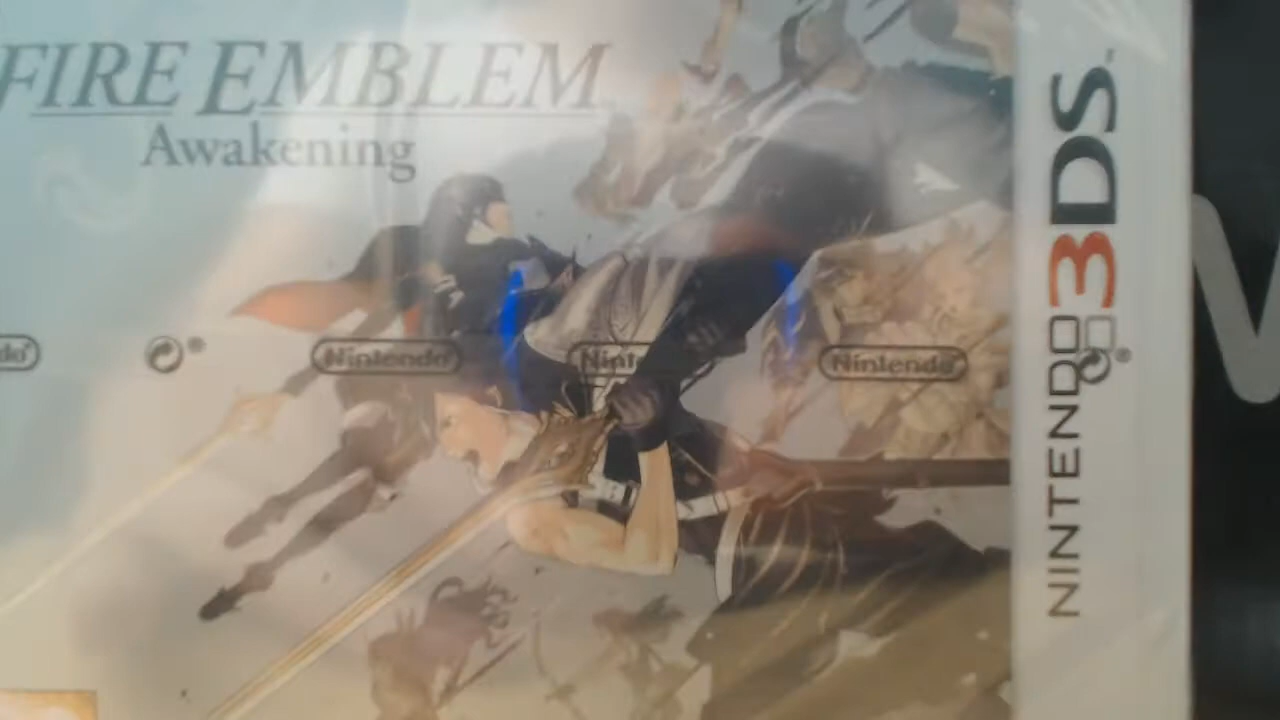 FIRE EMBLEM
Awakening
Nintendo
Nintendo
NINTENDO 3DS